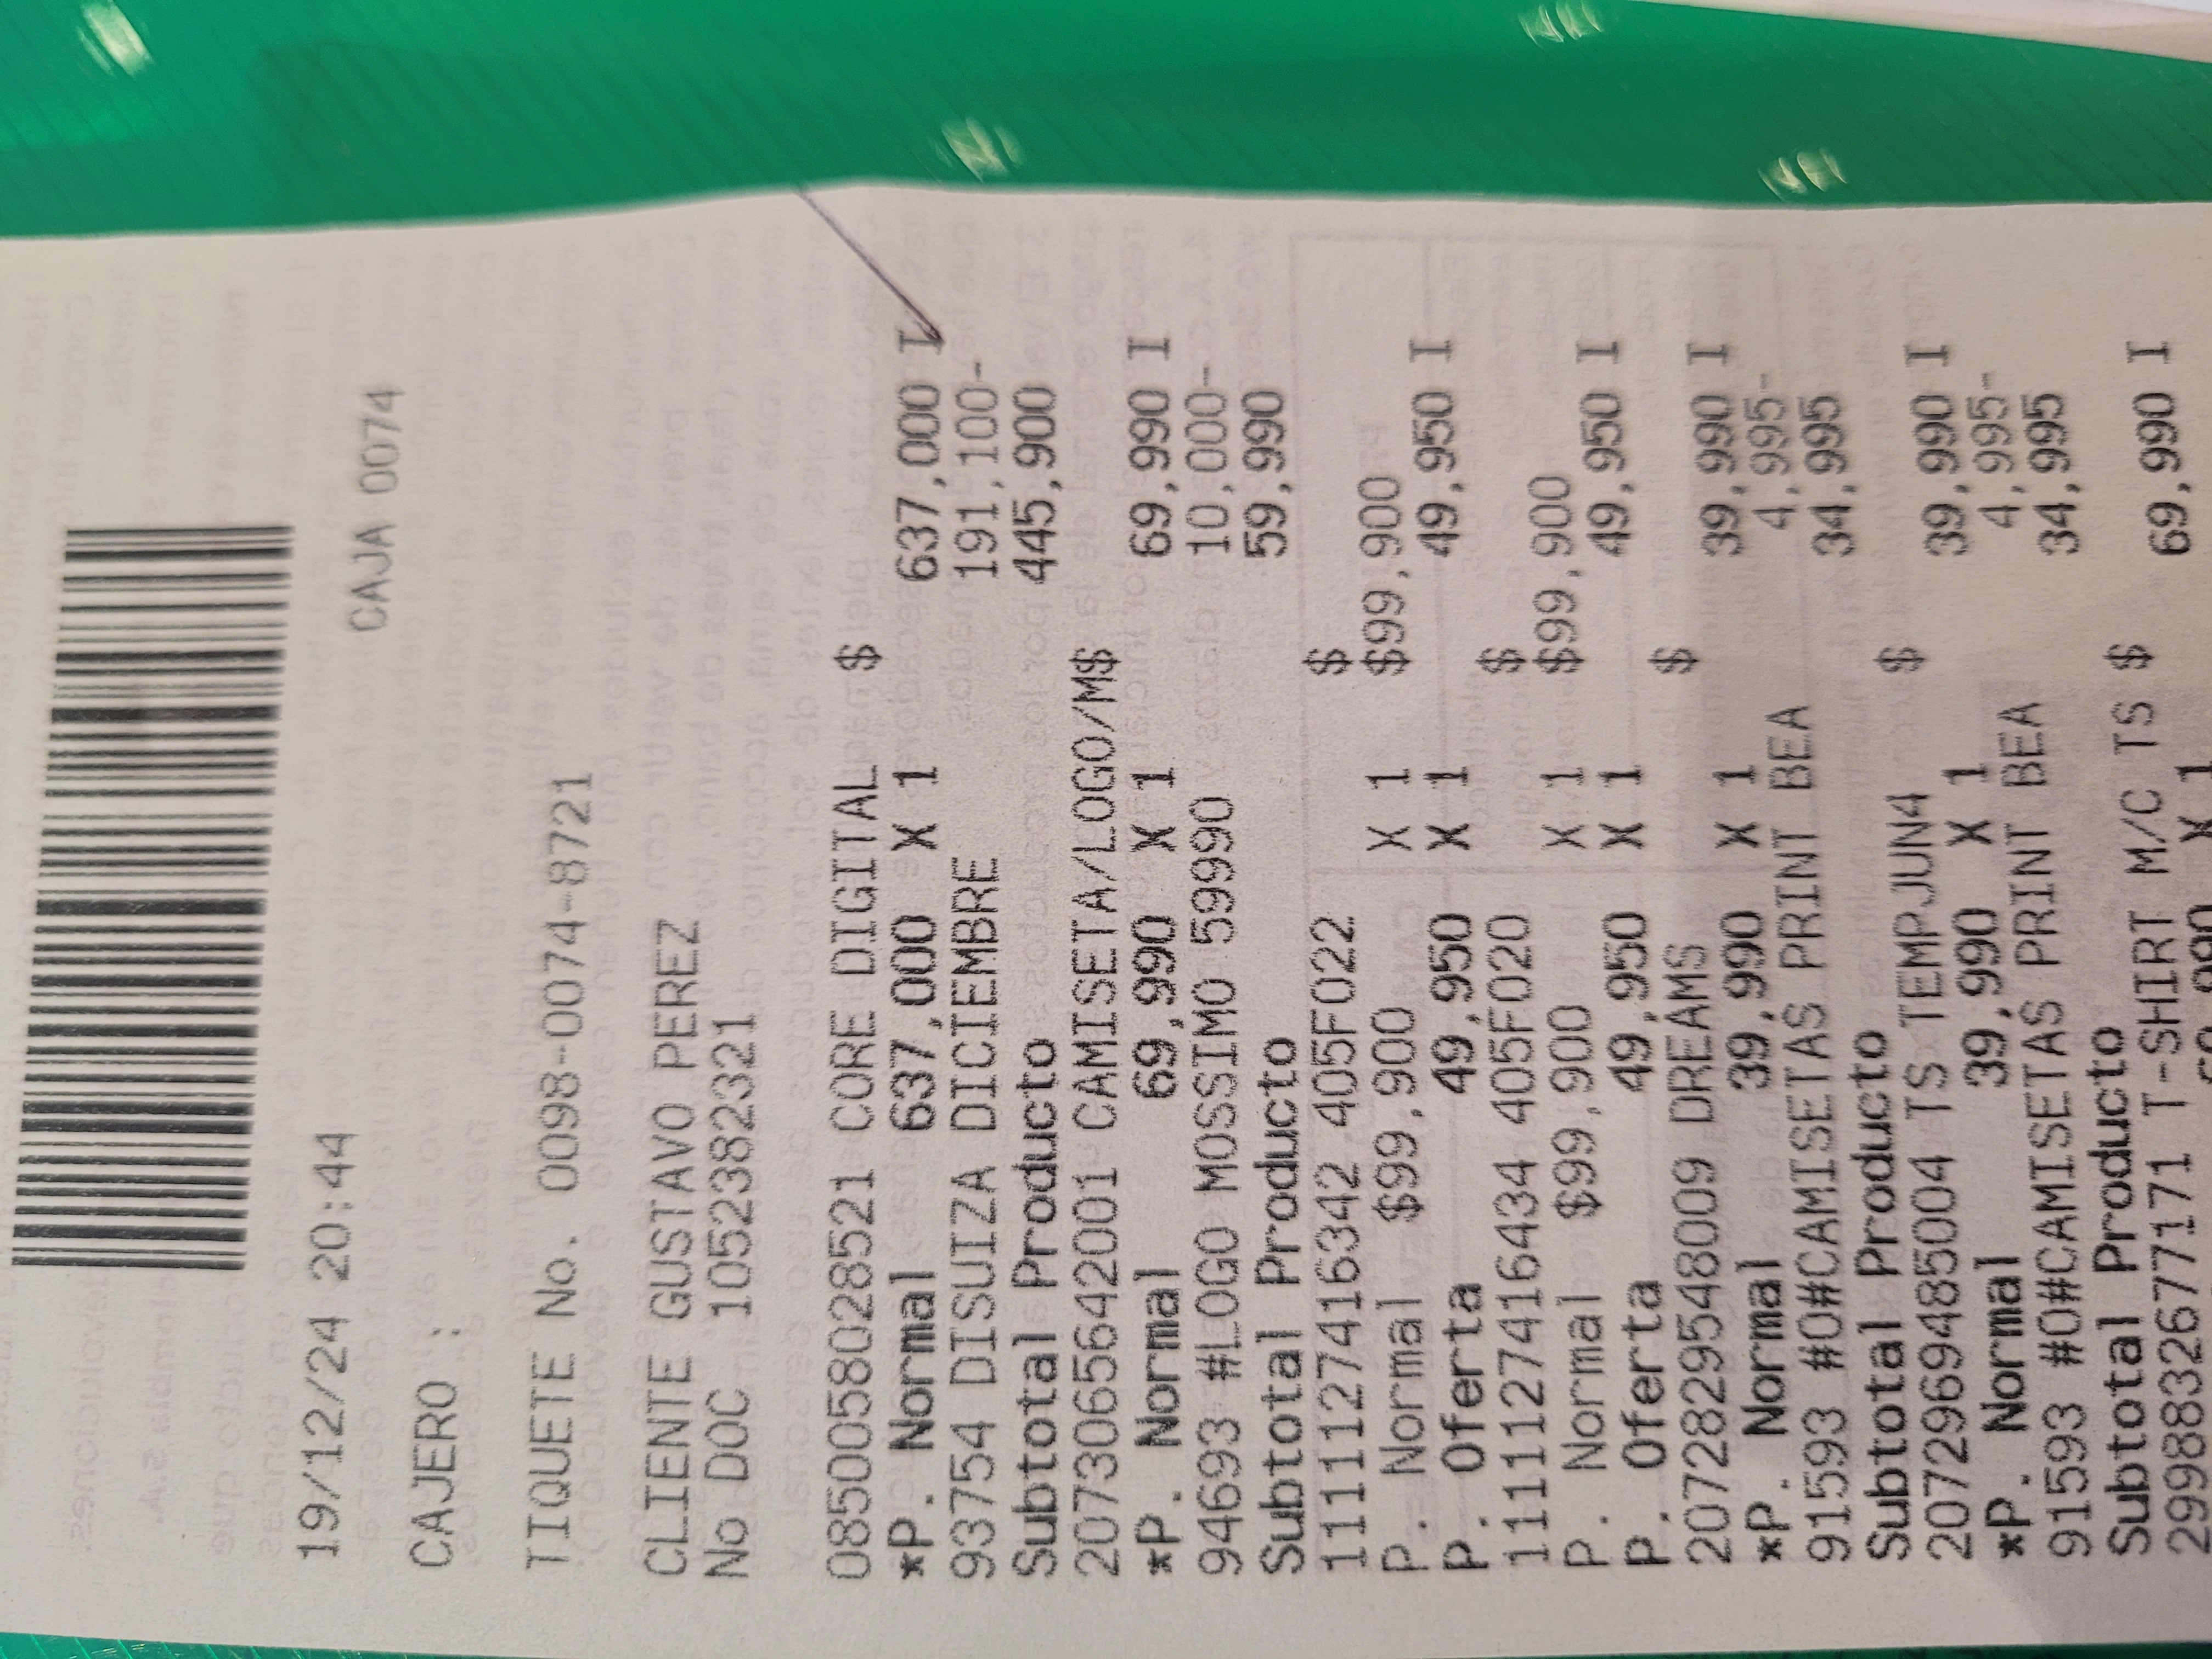 CAJA 0074
19/12/24 20:44
CAJERO :
TIQUETE No. 0098-0074-8721
CLIENTE GUSTAVO PEREZ
No DOC 1052382321
0850058028521 CORE DIGITAL $
*P. Normal 637,000 X 1 637,000 I
93754 DISUIZA DICIEMBRE 191,100-
Subtotal Producto 445,900
2073065642001 CAMISETA/LOGO/M$
*P. Normal 69,990 X 1 69,990 I
94693 #LOGO MOSSIMO 59990 10,000-
Subtotal Producto 59,990
1111127416342 405F022 $
P. Normal $99,900 X 1 $99,900
P. Oferta 49,950 X 1 49,950 I
1111127416434 405F020 $
P. Normal $99,900 X 1 $99,900
P. Oferta 49,950 X 1 49,950 I
2072829548009 DREAMS $
*P. Normal 39,990 X 1 39,990 I
91593 #0#CAMISETAS PRINT BEA 4,995-
Subtotal Producto 34,995
2072969485004 TS TEMPJUN4 $
*P. Normal 39,990 X 1 39,990 I
91593 #0#CAMISETAS PRINT BEA 4,995-
Subtotal Producto 34,995
2998832677171 T-SHIRT M/C TS $
X 1 69,990 I